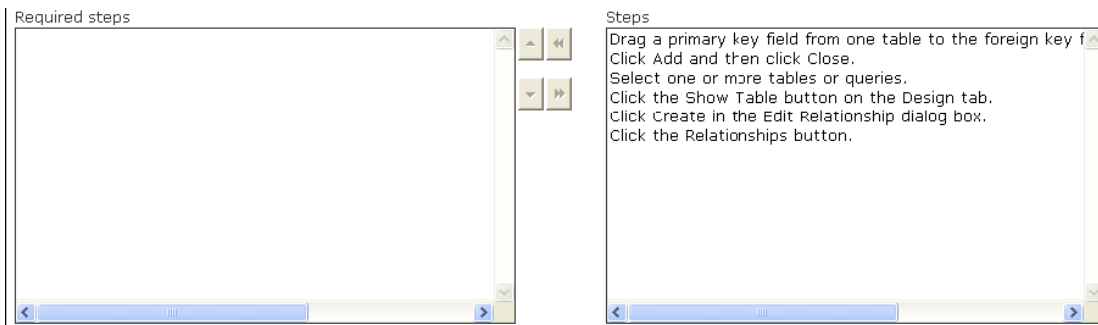 Required steps
Steps
Drag a primary key field from one table to the foreign key f
Click Add and then click Close.
Select one or more tables or queries.
Click the Show Table button on the Design tab.
Click Create in the Edit Relationship dialog box.
Click the Relationships button.